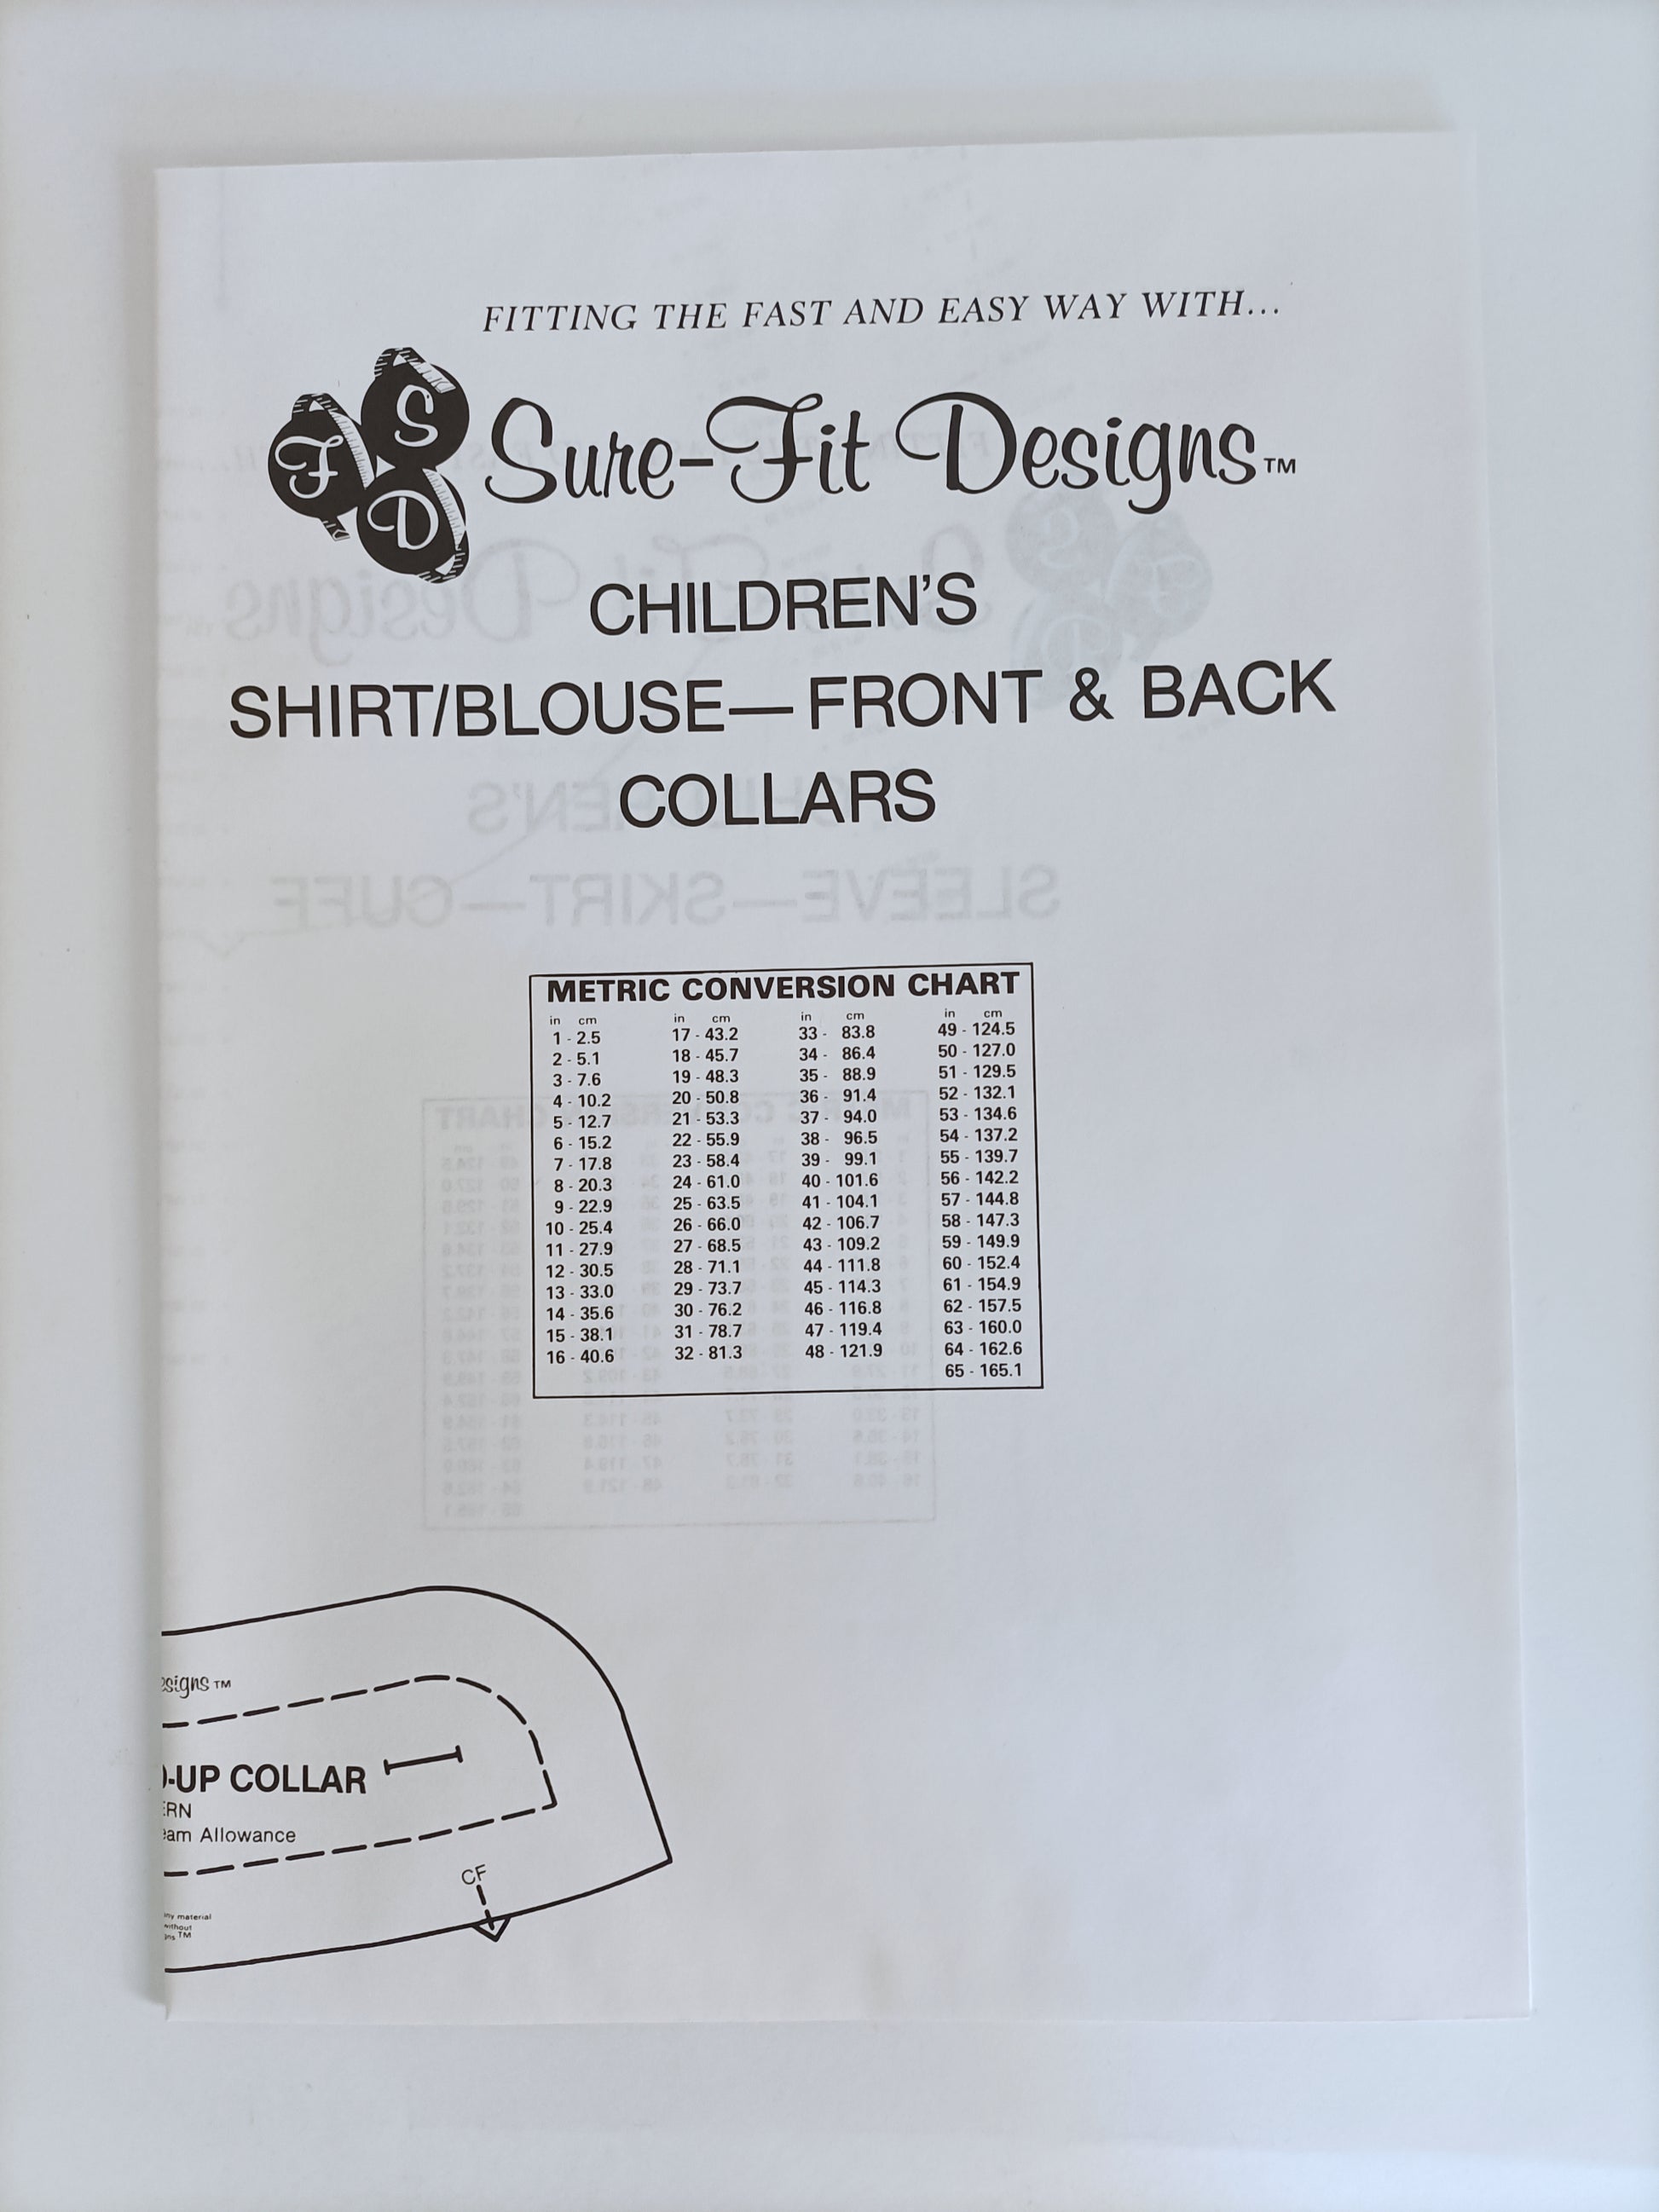 FITTING THE FAST AND EASY WAY WITH...
F S D
Sure-Fit Designs™
CHILDREN'S
SHIRT/BLOUSE—FRONT & BACK
COLLARS
METRIC CONVERSION CHART
in cm in cm in cm in cm
1 - 2.5 17 - 43.2 33 - 83.8 49 - 124.5
2 - 5.1 18 - 45.7 34 - 86.4 50 - 127.0
3 - 7.6 19 - 48.3 35 - 88.9 51 - 129.5
4 - 10.2 20 - 50.8 36 - 91.4 52 - 132.1
5 - 12.7 21 - 53.3 37 - 94.0 53 - 134.6
6 - 15.2 22 - 55.9 38 - 96.5 54 - 137.2
7 - 17.8 23 - 58.4 39 - 99.1 55 - 139.7
8 - 20.3 24 - 61.0 40 - 101.6 56 - 142.2
9 - 22.9 25 - 63.5 41 - 104.1 57 - 144.8
10 - 25.4 26 - 66.0 42 - 106.7 58 - 147.3
11 - 27.9 27 - 68.5 43 - 109.2 59 - 149.9
12 - 30.5 28 - 71.1 44 - 111.8 60 - 152.4
13 - 33.0 29 - 73.7 45 - 114.3 61 - 154.9
14 - 35.6 30 - 76.2 46 - 116.8 62 - 157.5
15 - 38.1 31 - 78.7 47 - 119.4 63 - 160.0
16 - 40.6 32 - 81.3 48 - 121.9 64 - 162.6
65 - 165.1
esigns™
-UP COLLAR
ERN
eam Allowance
CF
any material
without
gns™